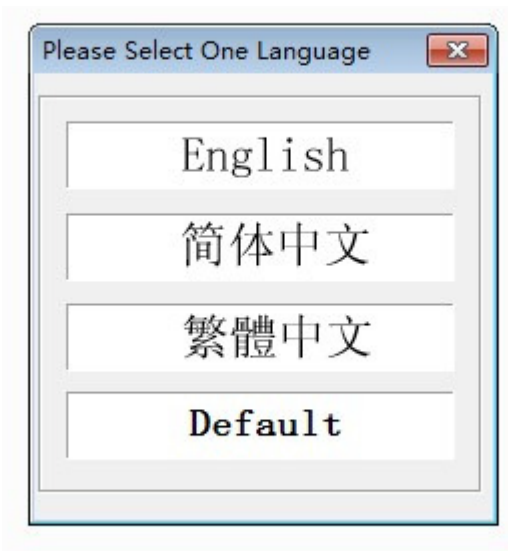 Please Select One Language
English
简体中文
繁體中文
Default